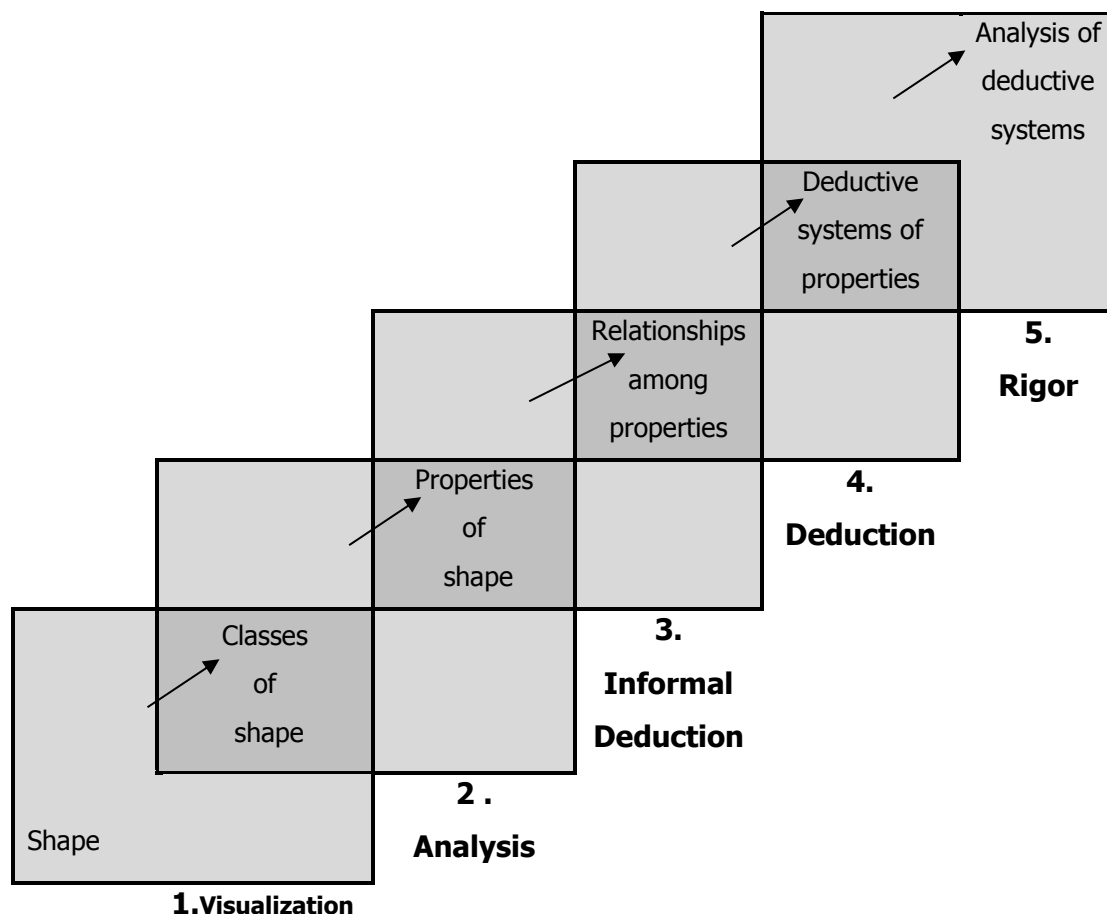 Analysis of
deductive
systems
Deductive
systems of
properties
5.
Rigor
Relationships
among
properties
4.
Deduction
Properties
of
shape
3.
Informal
Deduction
Classes
of
shape
2 .
Analysis
Shape
1.Visualization